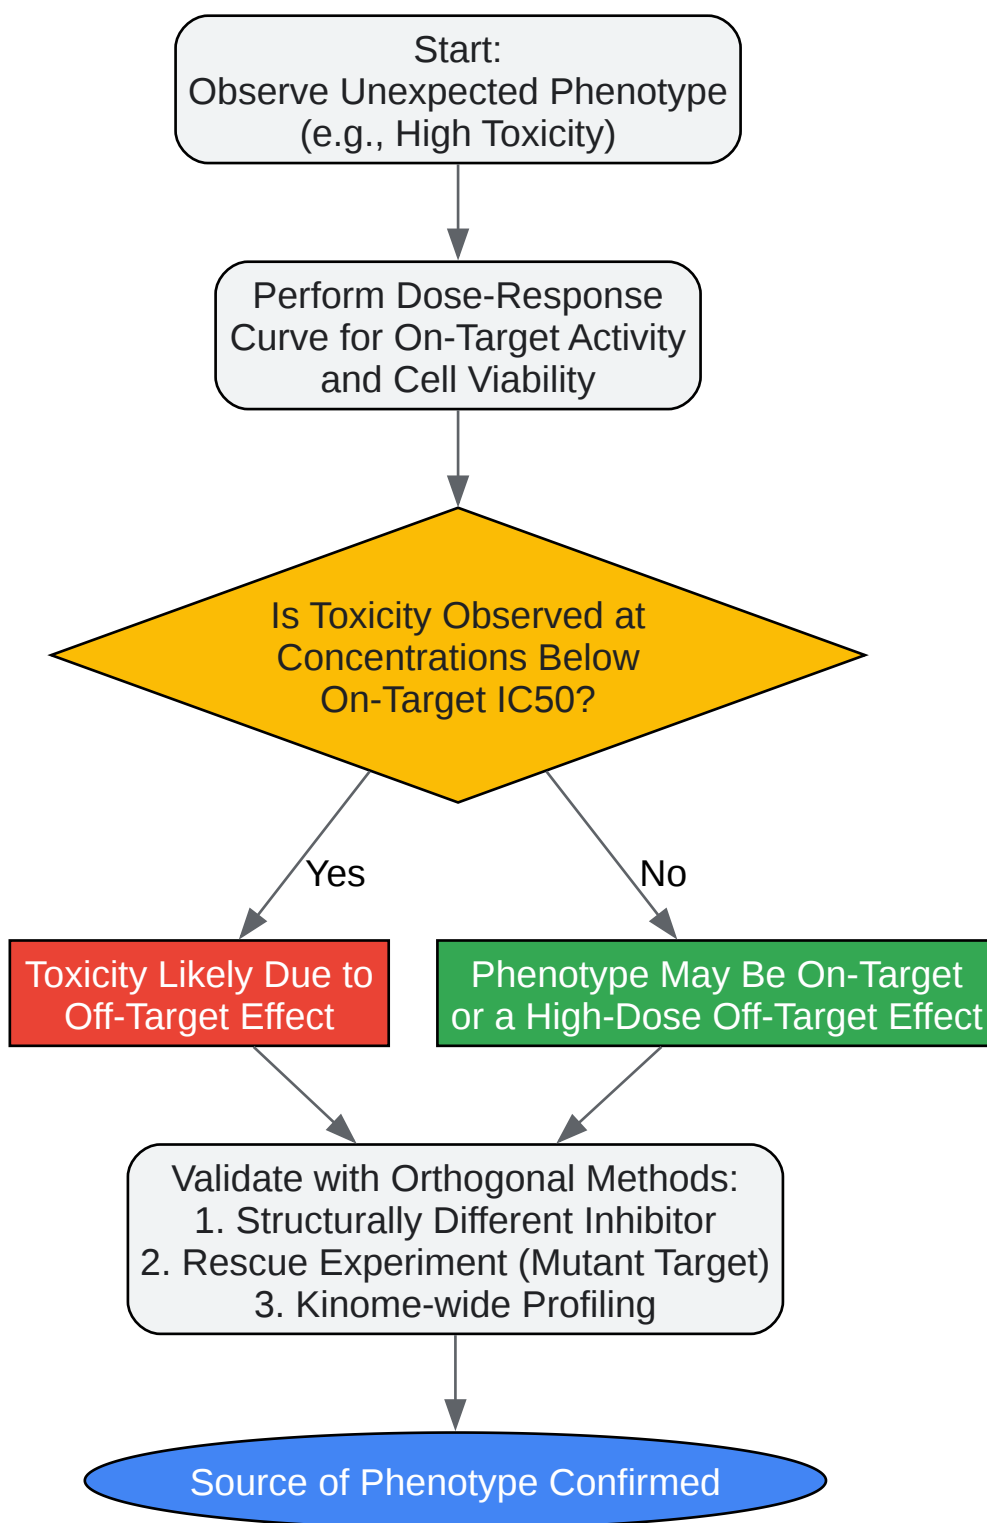 Start:
Observe Unexpected Phenotype
(e.g., High Toxicity)
Perform Dose-Response
Curve for On-Target Activity
and Cell Viability
Is Toxicity Observed at
Concentrations Below
On-Target IC50?
Yes
No
Toxicity Likely Due to
Off-Target Effect
Phenotype May Be On-Target
or a High-Dose Off-Target Effect
Validate with Orthogonal Methods:
1. Structurally Different Inhibitor
2. Rescue Experiment (Mutant Target)
3. Kinome-wide Profiling
Source of Phenotype Confirmed